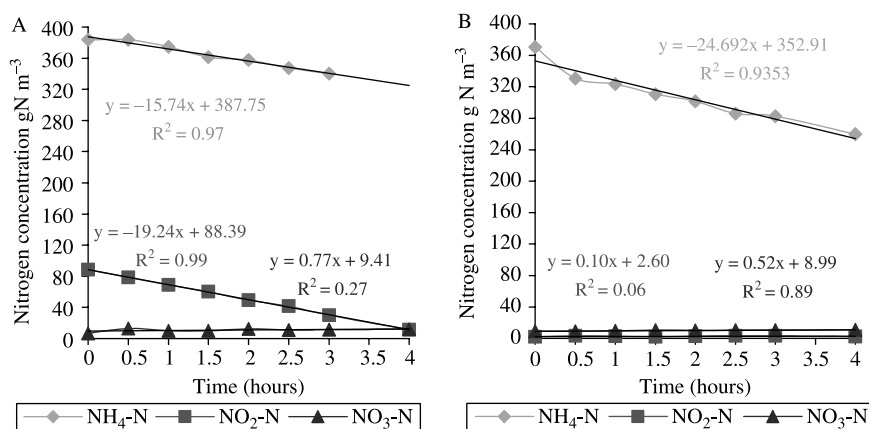 A
Nitrogen concentration gN m⁻³
400
360
320
280
240
200
160
120
80
40
0
y = –15.74x + 387.75
R² = 0.97
y = –19.24x + 88.39
R² = 0.99
y = 0.77x + 9.41
R² = 0.27
0 0.5 1 1.5 2 2.5 3 3.5 4
Time (hours)
NH₄-N NO₂-N NO₃-N
B
Nitrogen concentration g N m⁻³
400
360
320
280
240
200
160
120
80
40
0
y = –24.692x + 352.91
R² = 0.9353
y = 0.10x + 2.60
R² = 0.06
y = 0.52x + 8.99
R² = 0.89
0 0.5 1 1.5 2 2.5 3 3.5 4
Time (hours)
NH₄-N NO₂-N NO₃-N